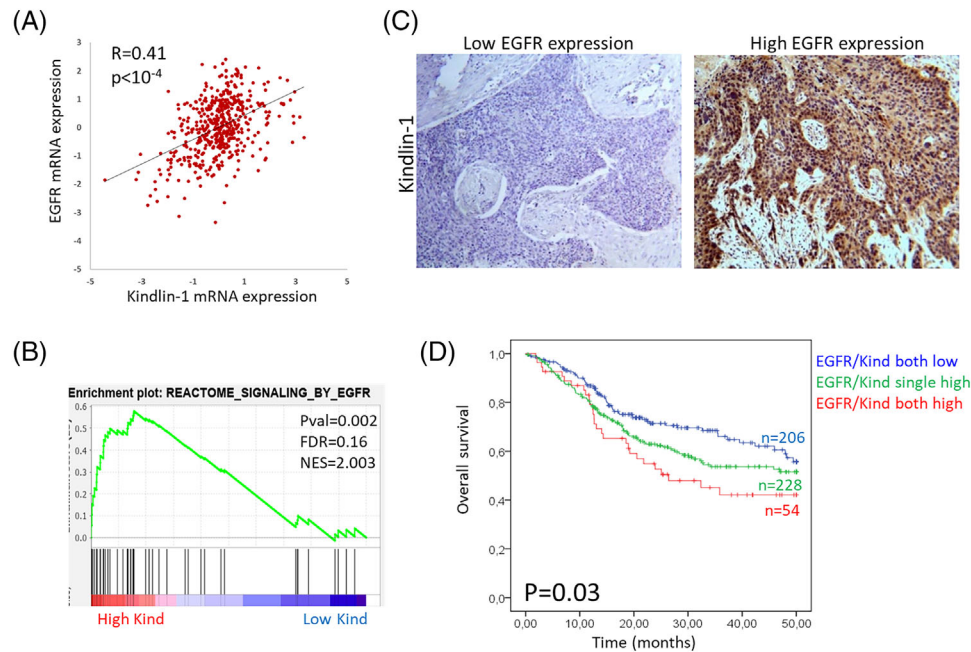 (A)
R=0.41
p<10-4
EGFR mRNA expression
3
2
1
0
-1
-2
-3
-4
-5
-5
-3
-1
1
3
5
Kindlin-1 mRNA expression
(B)
Enrichment plot: REACTOME_SIGNALING_BY_EGFR
Pval=0.002
FDR=0.16
NES=2.003
0.6
0.5
0.4
0.3
0.2
0.1
0.0
High Kind
Low Kind
(C)
Low EGFR expression
High EGFR expression
Kindlin-1
(D)
EGFR/Kind both low
EGFR/Kind single high
EGFR/Kind both high
Overall survival
1,0
0,8
0,6
0,4
0,2
0,0
n=206
n=228
n=54
P=0.03
0,00
10,00
20,00
30,00
40,00
50,00
Time (months)